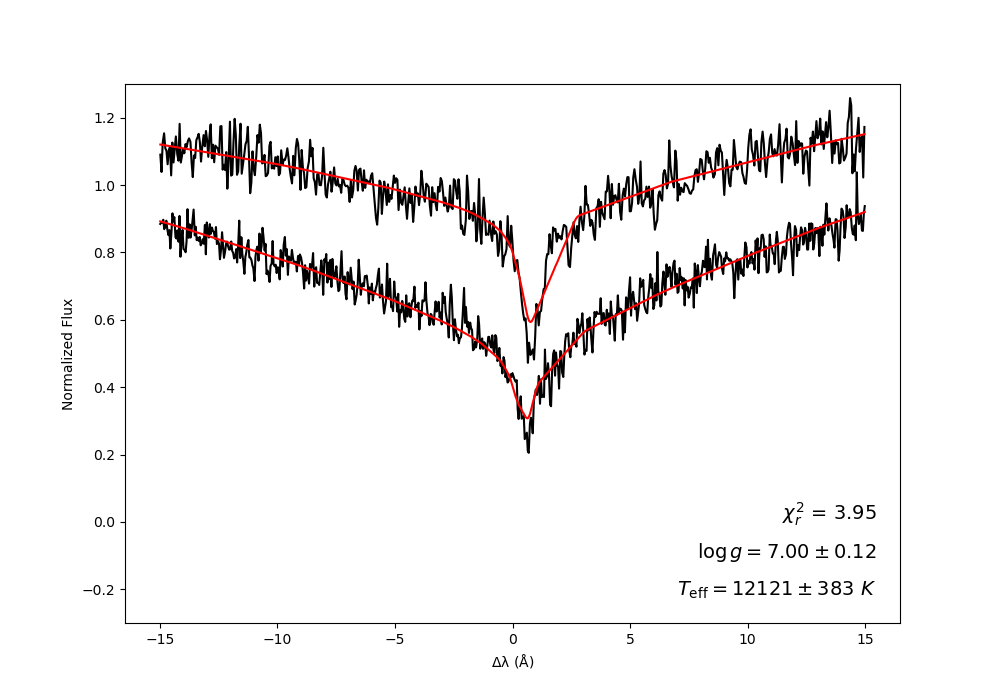 1.2
1.0
0.8
0.6
0.4
0.2
0.0
−0.2
Normalized Flux
χ²ᵣ = 3.95
log g = 7.00 ± 0.12
T_eff = 12121 ± 383 K
−15 −10 −5 0 5 10 15
Δλ (Å)